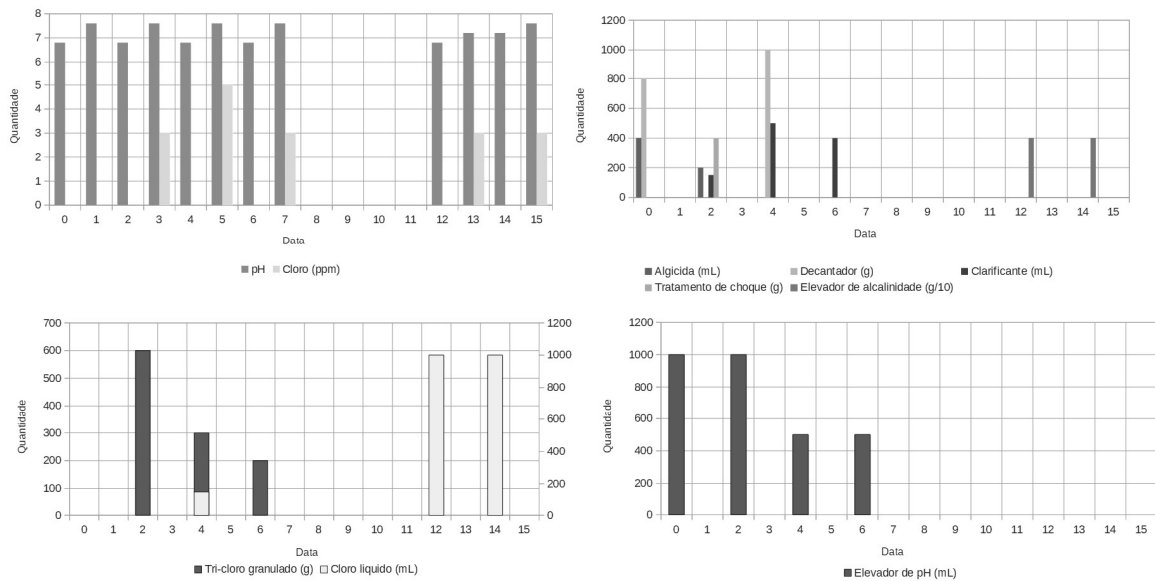 8
7
6
5
4
3
2
1
0
Quantidade
0 1 2 3 4 5 6 7 8 9 10 11 12 13 14 15
Data
pH Cloro (ppm)
1200
1000
800
600
400
200
0
Quantidade
0 1 2 3 4 5 6 7 8 9 10 11 12 13 14 15
Data
Algicida (mL) Decantador (g) Clarificante (mL)
Tratamento de choque (g) Elevador de alcalinidade (g/10)
700
600
500
400
300
200
100
0
Quantidade
1200
1000
800
600
400
200
0
0 1 2 3 4 5 6 7 8 9 10 11 12 13 14 15
Data
Tri-cloro granulado (g) Cloro liquido (mL)
1200
1000
800
600
400
200
0
Quantidade
0 1 2 3 4 5 6 7 8 9 10 11 12 13 14 15
Data
Elevador de pH (mL)